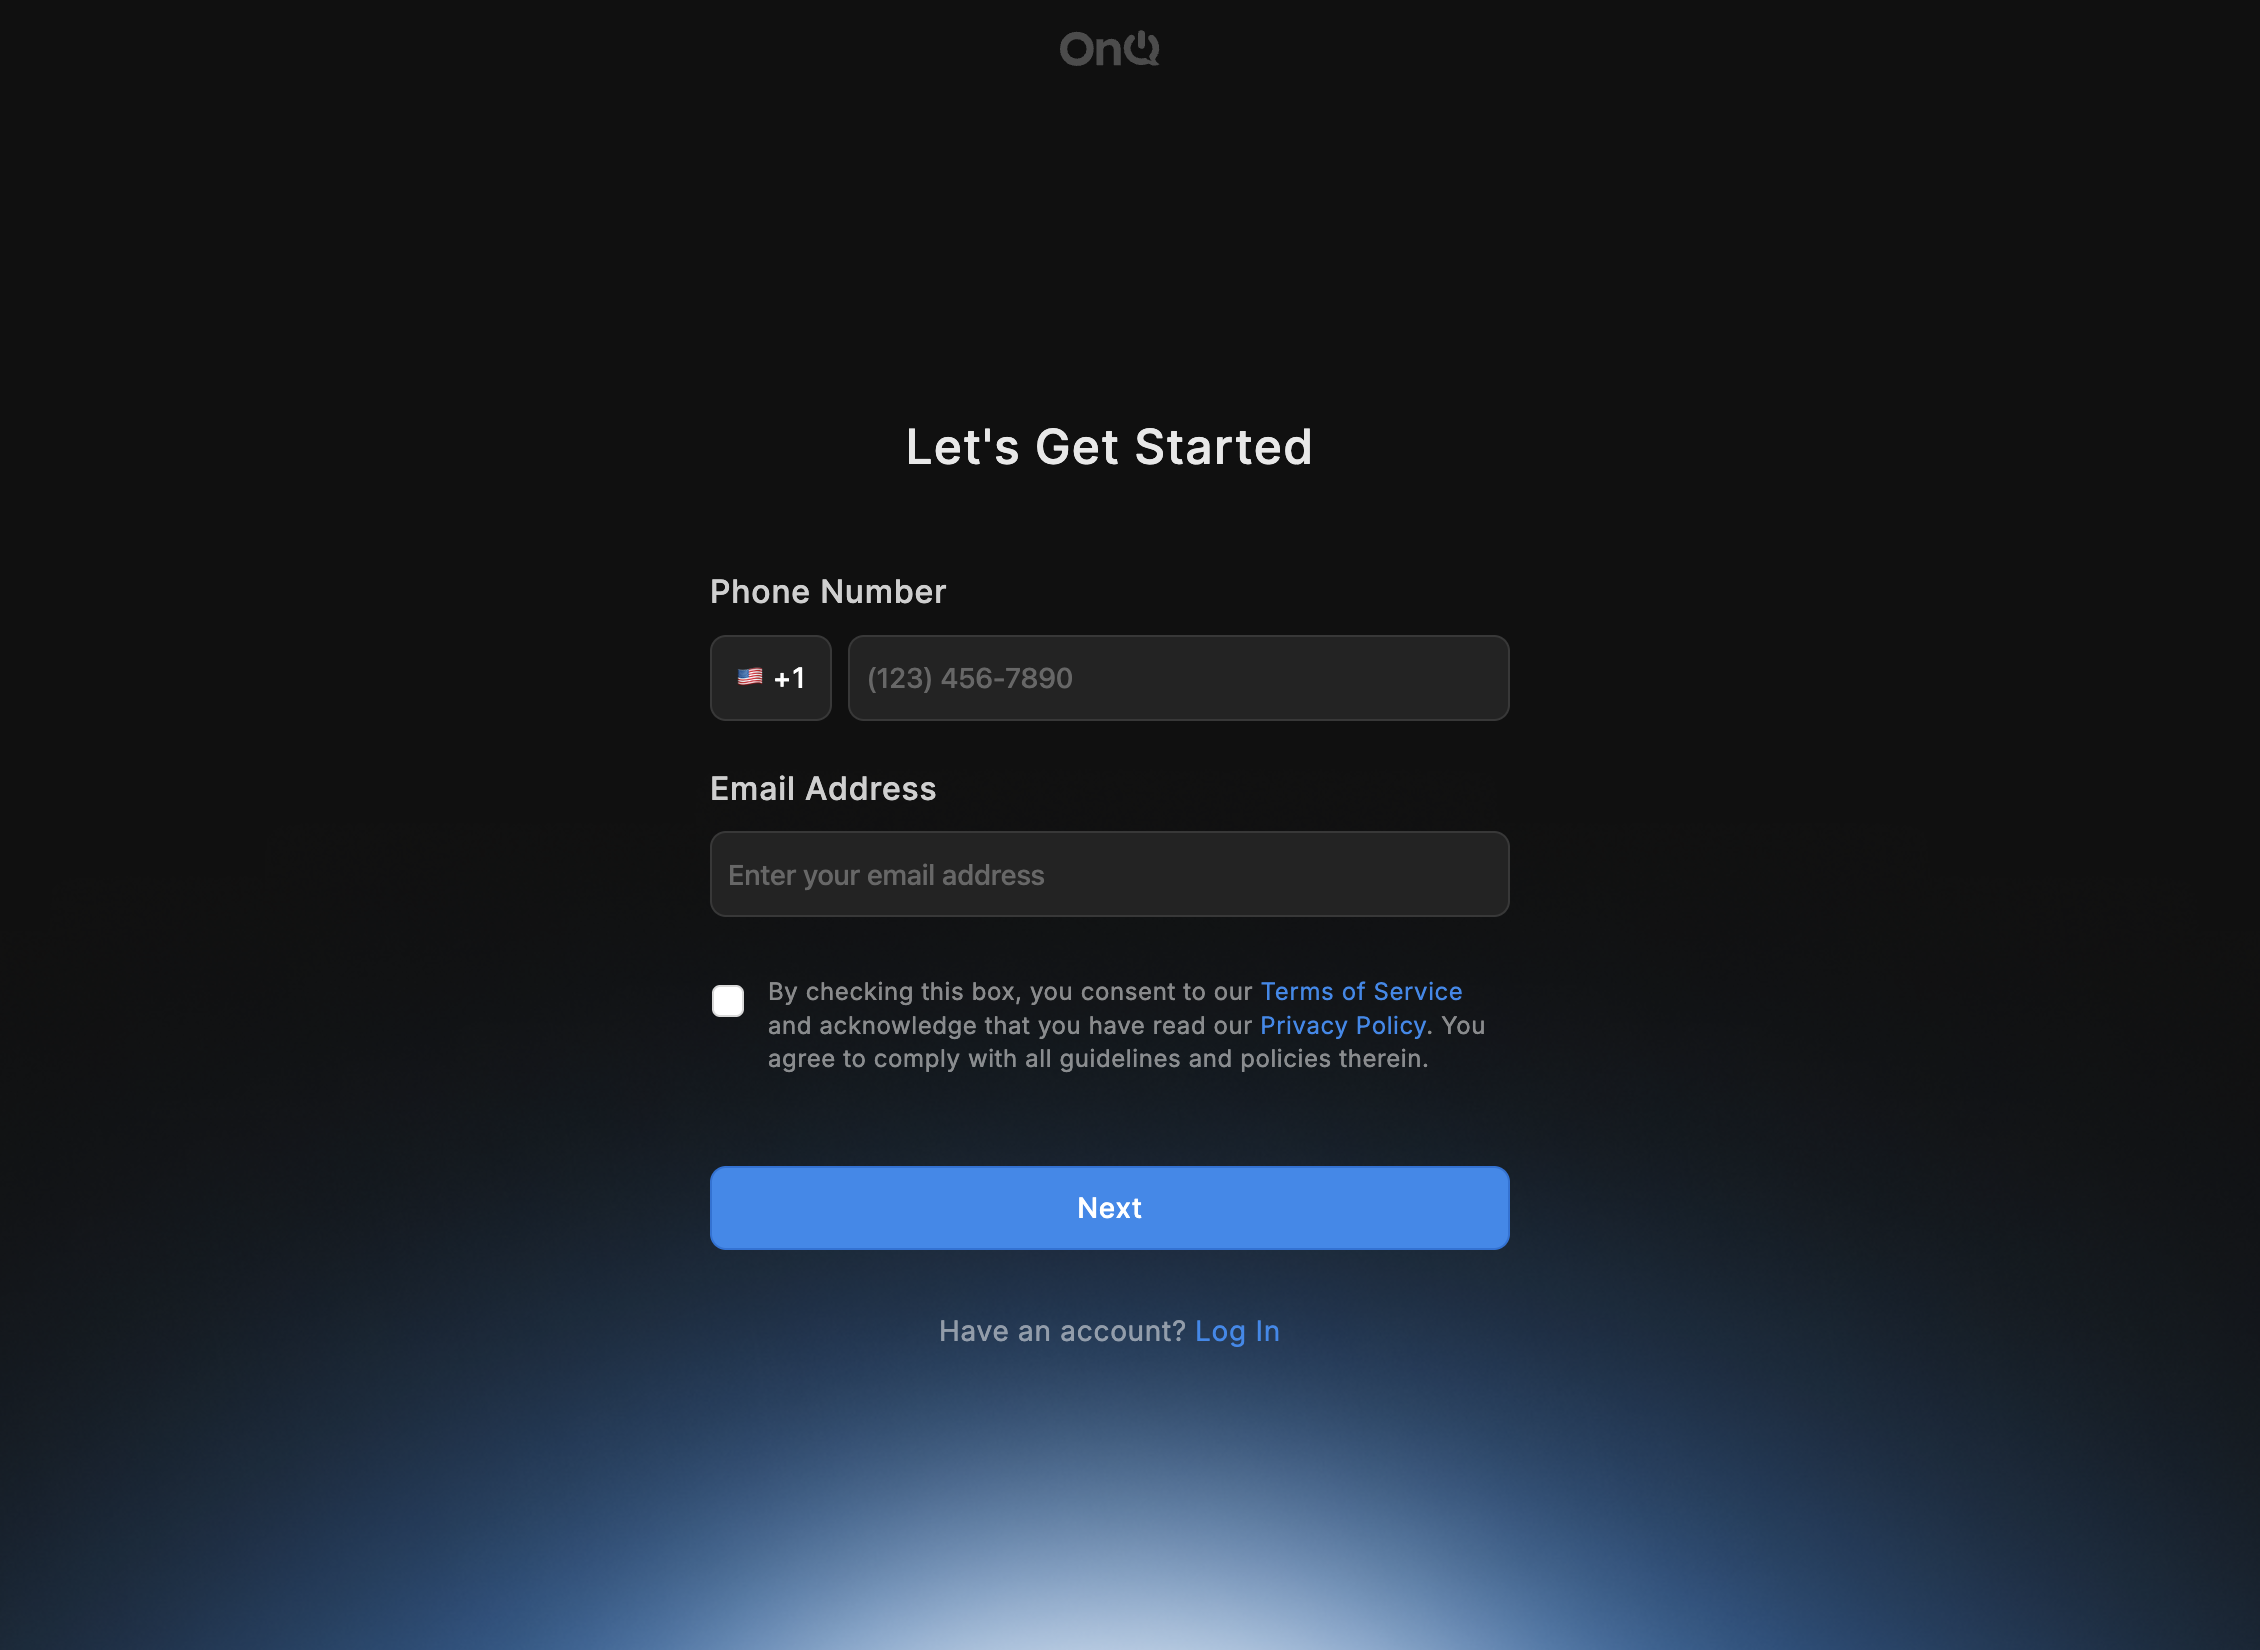 OnQ
Let's Get Started
Phone Number
🇺🇸 +1
(123) 456-7890
Email Address
Enter your email address
By checking this box, you consent to our Terms of Service
and acknowledge that you have read our Privacy Policy. You
agree to comply with all guidelines and policies therein.
Next
Have an account? Log In